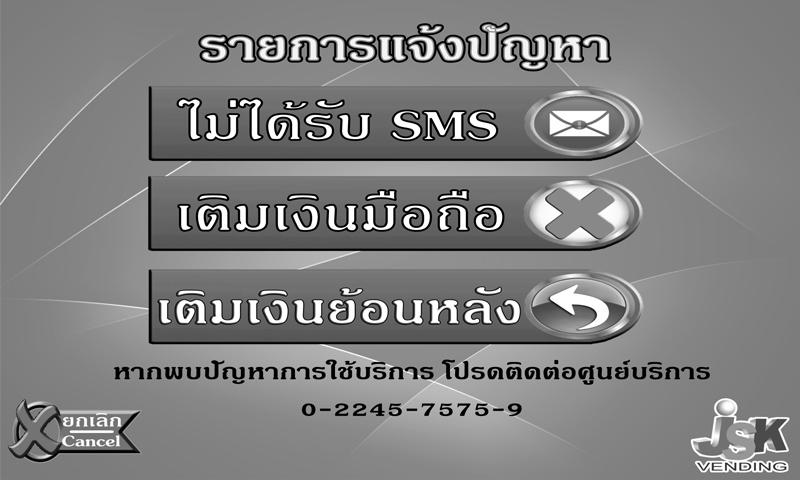 รายการแจ้งปัญหา
ไม่ได้รับ SMS
เติมเงินมือถือ
เติมเงินย้อนหลัง
หากพบปัญหาการใช้บริการ โปรดติดต่อศูนย์บริการ
0-2245-7575-9
ยกเลิก
Cancel
JSK
VENDING